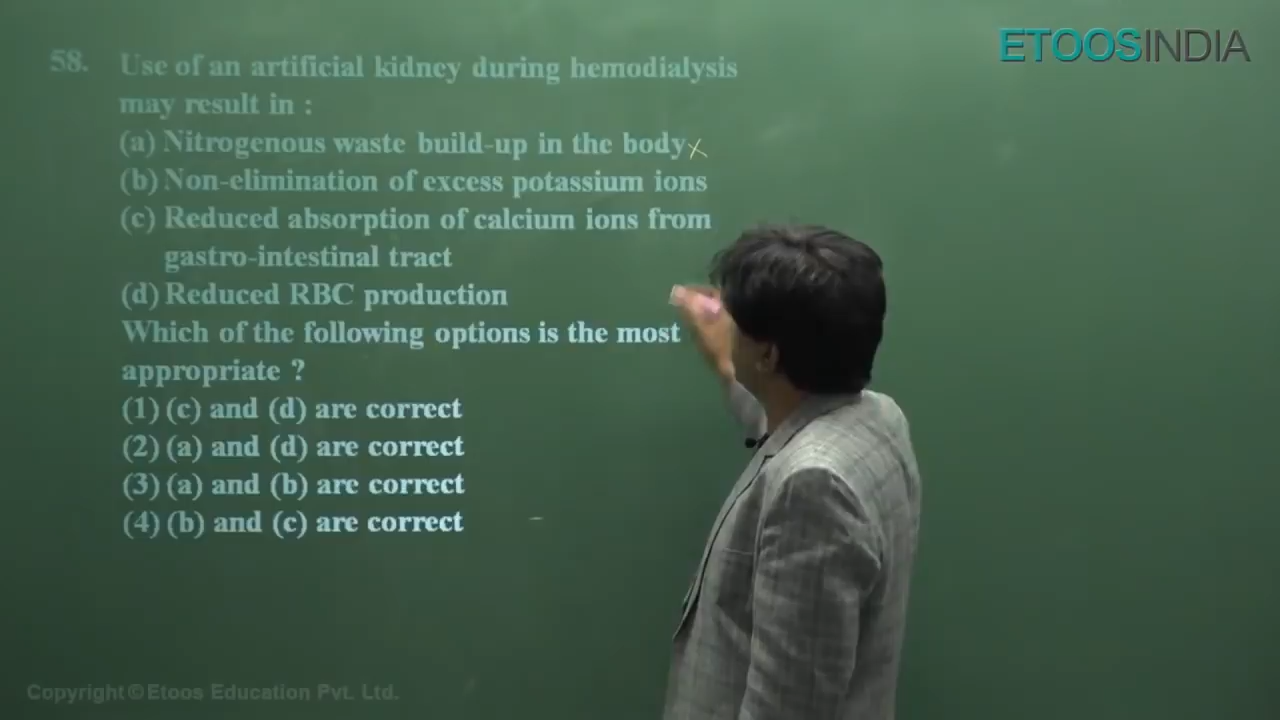 ETOOSINDIA
58. Use of an artificial kidney during hemodialysis
may result in :
(a) Nitrogenous waste build-up in the body×
(b) Non-elimination of excess potassium ions
(c) Reduced absorption of calcium ions from
gastro-intestinal tract
(d) Reduced RBC production
Which of the following options is the most
appropriate ?
(1) (c) and (d) are correct
(2) (a) and (d) are correct
(3) (a) and (b) are correct
(4) (b) and (c) are correct
Copyright © Etoos Education Pvt. Ltd.